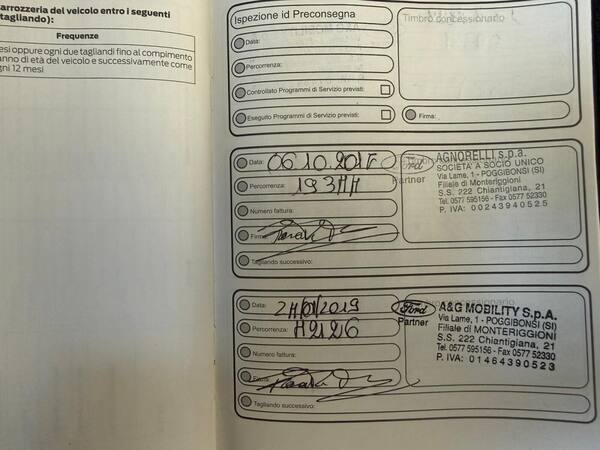 arrozzeria del veicolo entro i seguenti
tagliando):
Frequenze
esi oppure ogni due tagliandi fino al compimento
anno di età del veicolo e successivamente come
gni 12 mesi
Ispezione id Preconsegna
Timbro concessionario
Data:
Percorrenza:
Controllato Programmi di Servizio previsti:
Eseguito Programmi di Servizio previsti:
Firma:
Data: 06.10.2017
Percorrenza: 19344
Numero fattura:
Firma:
Tagliando successivo:
Ford
Partner
AGNORELLI s.p.a.
SOCIETÀ A SOCIO UNICO
Via Lame, 1 - POGGIBONSI (SI)
Filiale di Monteriggioni
S.S. 222 Chiantigiana, 21
Tel. 0577 595156 - Fax 0577 52330
P. IVA: 00243940525
Data: 24/01/2019
Percorrenza: 42226
Numero fattura:
Firma:
Tagliando successivo:
Ford
Partner
A&G MOBILITY S.p.A.
Via Lame, 1 - POGGIBONSI (SI)
Filiale di MONTERIGGIONI
S.S. 222 Chiantigiana, 21
Tel. 0577 595156 - Fax 0577 52330
P. IVA: 01464390523